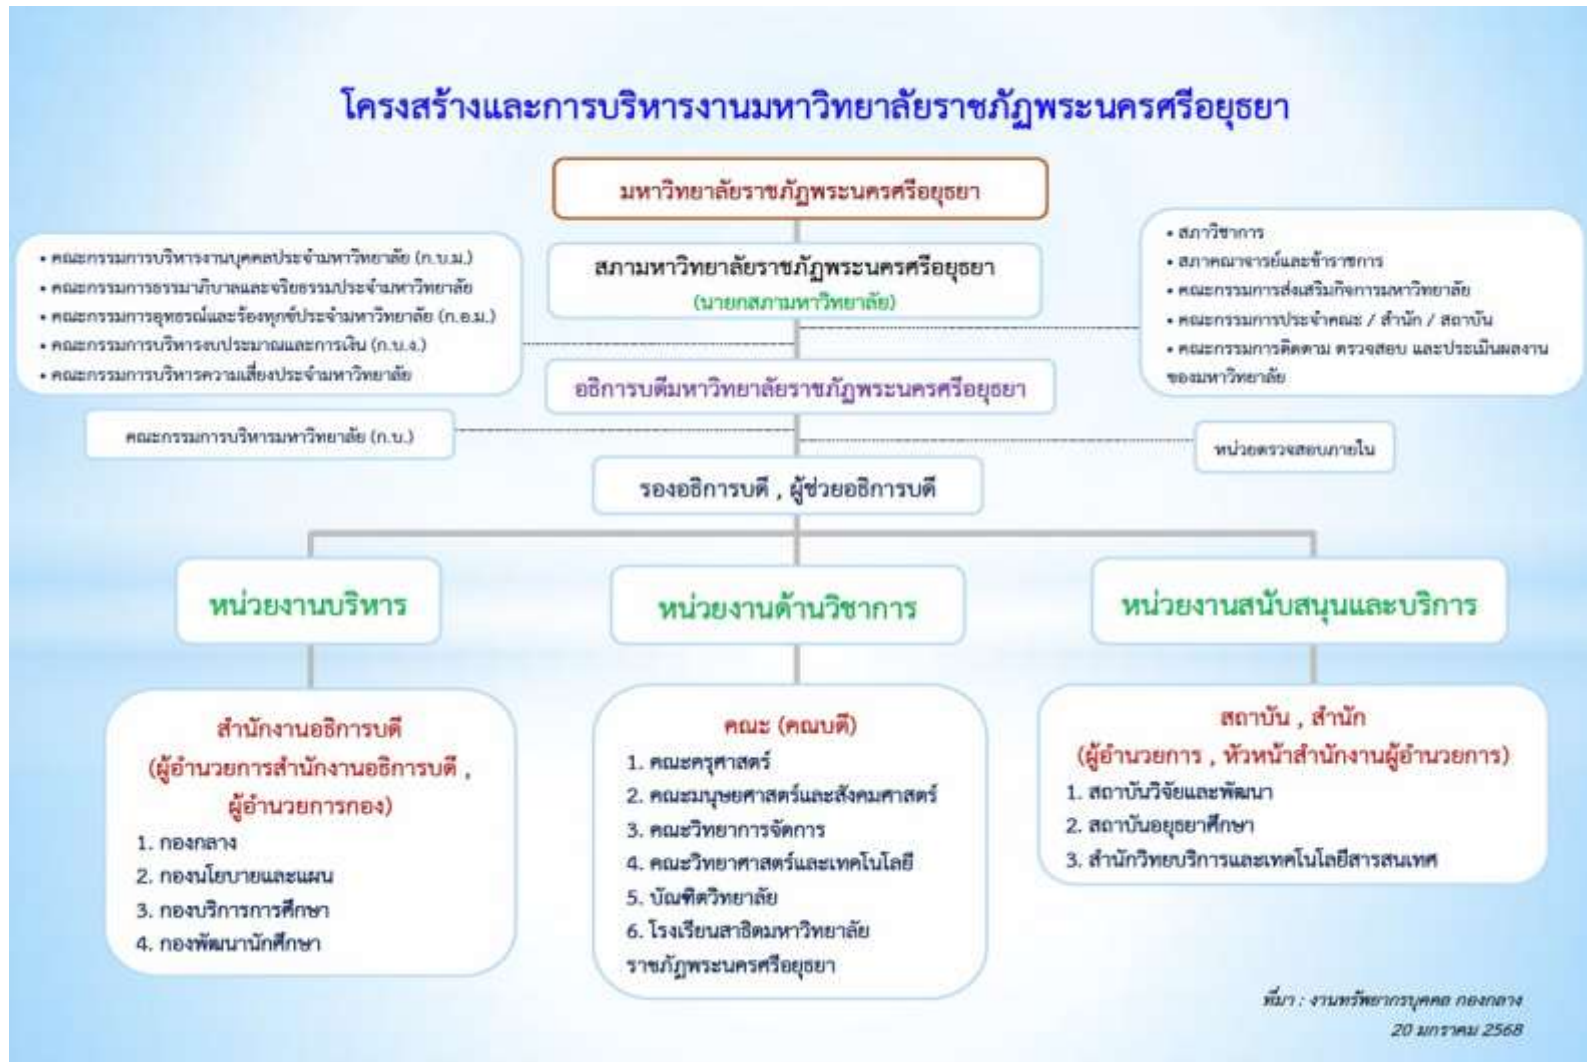 โครงสร้างและการบริหารงานมหาวิทยาลัยราชภัฏพระนครศรีอยุธยา
มหาวิทยาลัยราชภัฏพระนครศรีอยุธยา
สภามหาวิทยาลัยราชภัฏพระนครศรีอยุธยา
(นายกสภามหาวิทยาลัย)
• คณะกรรมการบริหารงานบุคคลประจำมหาวิทยาลัย (ก.บ.ม.)
• คณะกรรมการธรรมาภิบาลและจริยธรรมประจำมหาวิทยาลัย
• คณะกรรมการอุทธรณ์และร้องทุกข์ประจำมหาวิทยาลัย (ก.อ.ม.)
• คณะกรรมการบริหารงบประมาณและการเงิน (ก.บ.ง.)
• คณะกรรมการบริหารความเสี่ยงประจำมหาวิทยาลัย
• สภาวิชาการ
• สภาคณาจารย์และข้าราชการ
• คณะกรรมการส่งเสริมกิจการมหาวิทยาลัย
• คณะกรรมการประจำคณะ / สำนัก / สถาบัน
• คณะกรรมการติดตาม ตรวจสอบ และประเมินผลงาน
ของมหาวิทยาลัย
อธิการบดีมหาวิทยาลัยราชภัฏพระนครศรีอยุธยา
คณะกรรมการบริหารมหาวิทยาลัย (ก.บ.)
หน่วยตรวจสอบภายใน
รองอธิการบดี , ผู้ช่วยอธิการบดี
หน่วยงานบริหาร
สำนักงานอธิการบดี
(ผู้อำนวยการสำนักงานอธิการบดี ,
ผู้อำนวยการกอง)
1. กองกลาง
2. กองนโยบายและแผน
3. กองบริการการศึกษา
4. กองพัฒนานักศึกษา
หน่วยงานด้านวิชาการ
คณะ (คณบดี)
1. คณะครุศาสตร์
2. คณะมนุษยศาสตร์และสังคมศาสตร์
3. คณะวิทยาการจัดการ
4. คณะวิทยาศาสตร์และเทคโนโลยี
5. บัณฑิตวิทยาลัย
6. โรงเรียนสาธิตมหาวิทยาลัย
ราชภัฏพระนครศรีอยุธยา
หน่วยงานสนับสนุนและบริการ
สถาบัน , สำนัก
(ผู้อำนวยการ , หัวหน้าสำนักงานผู้อำนวยการ)
1. สถาบันวิจัยและพัฒนา
2. สถาบันอยุธยาศึกษา
3. สำนักวิทยบริการและเทคโนโลยีสารสนเทศ
ที่มา : งานทรัพยากรบุคคล กองกลาง
20 มกราคม 2568